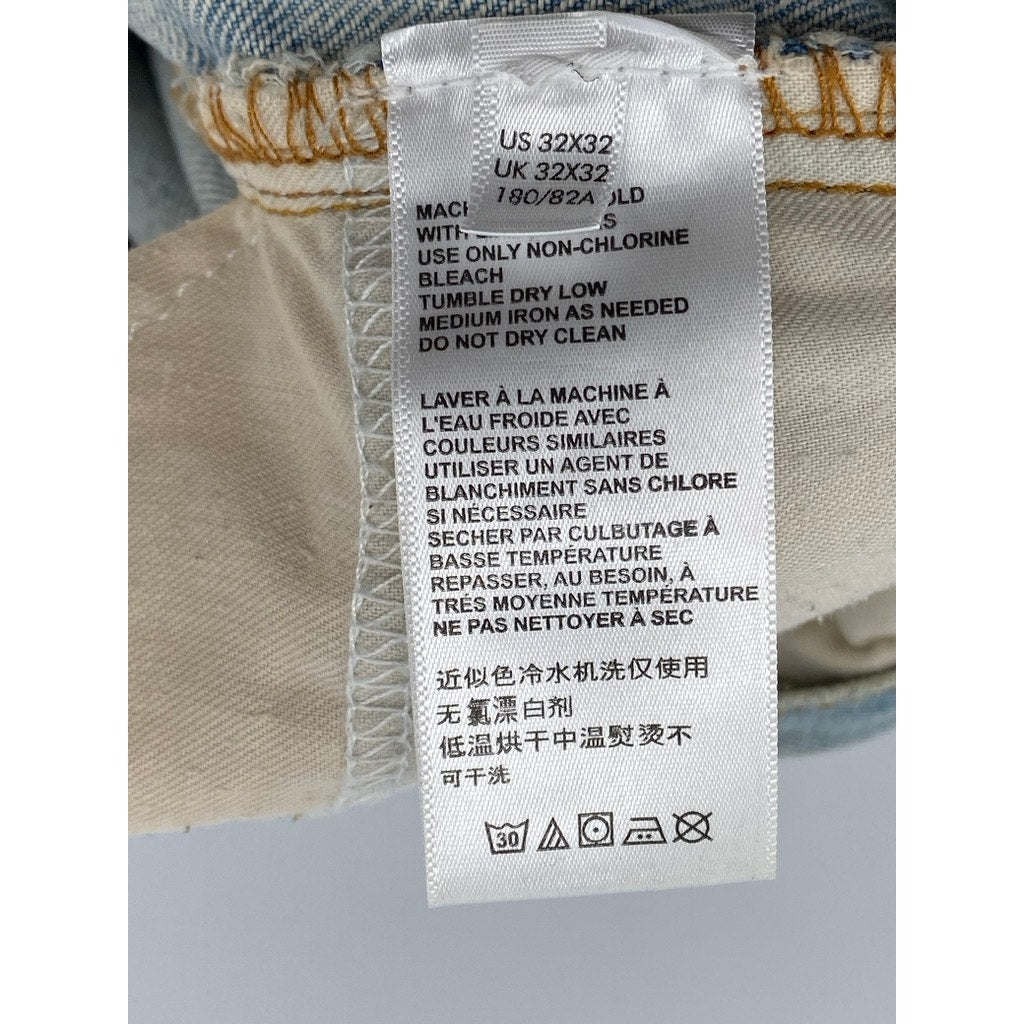 US 32X32
UK 32X32
180/82A
USE ONLY NON-CHLORINE
BLEACH
TUMBLE DRY LOW
MEDIUM IRON AS NEEDED
DO NOT DRY CLEAN
LAVER À LA MACHINE À
L'EAU FROIDE AVEC
COULEURS SIMILAIRES
UTILISER UN AGENT DE
BLANCHIMENT SANS CHLORE
SI NÉCESSAIRE
SECHER PAR CULBUTAGE À
BASSE TEMPÉRATURE
REPASSER, AU BESOIN, À
TRÉS MOYENNE TEMPÉRATURE
NE PAS NETTOYER À SEC
近似色冷水机洗仅使用
无氯漂白剂
低温烘干中温熨烫不
可干洗
30